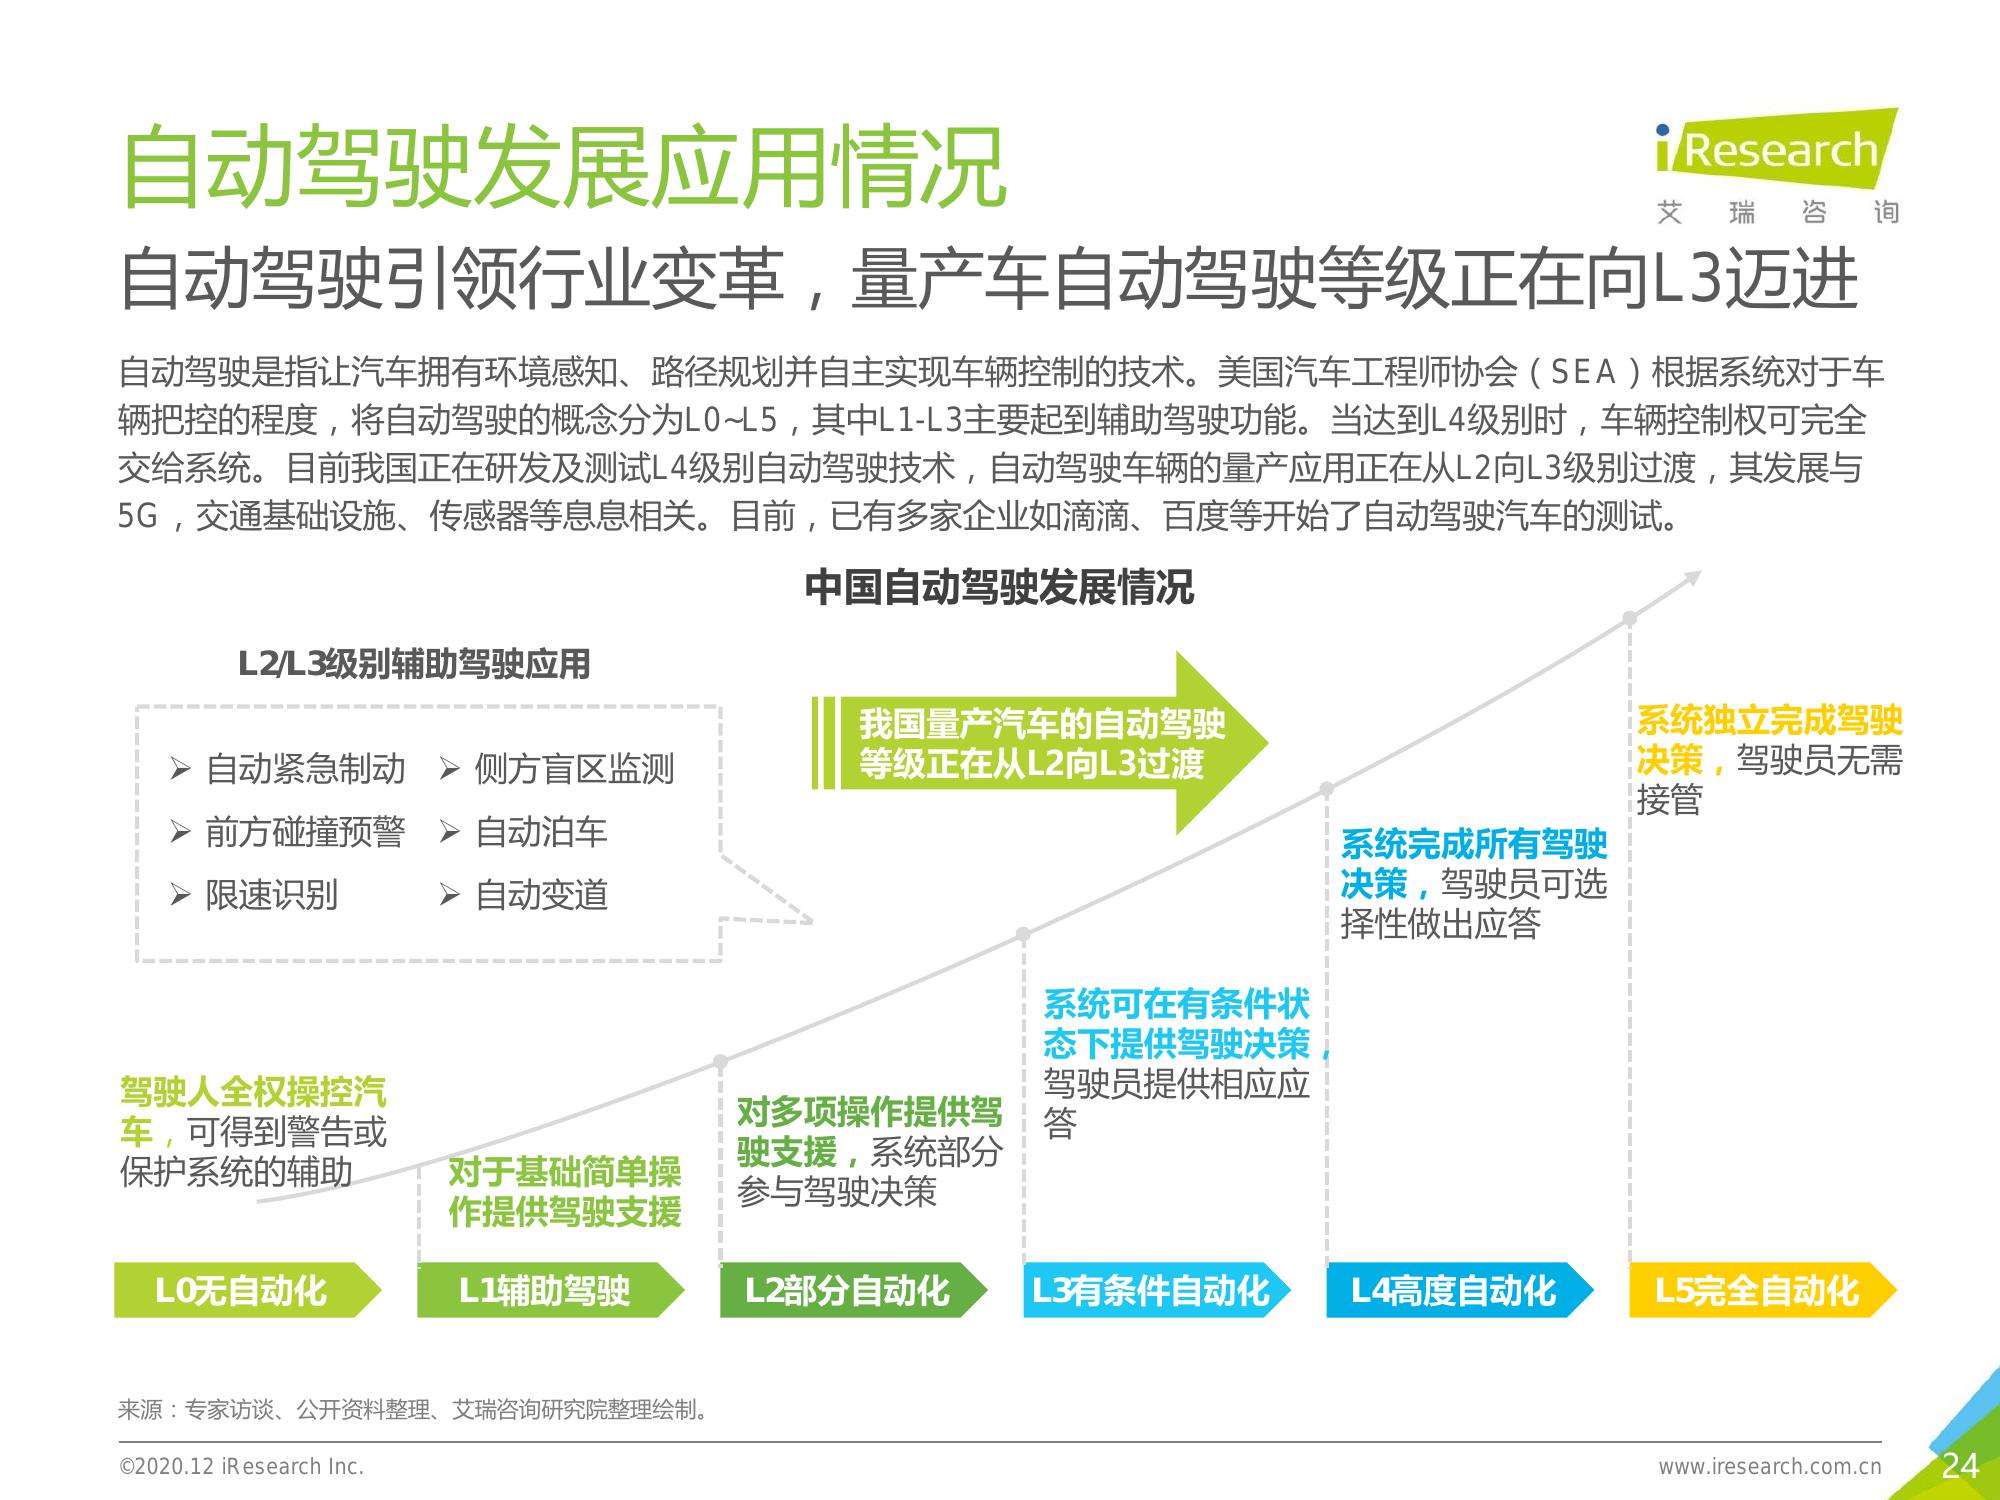 自动驾驶发展应用情况
iResearch
艾瑞咨询
自动驾驶引领行业变革，量产车自动驾驶等级正在向L3迈进
自动驾驶是指让汽车拥有环境感知、路径规划并自主实现车辆控制的技术。美国汽车工程师协会（SEA）根据系统对于车
辆把控的程度，将自动驾驶的概念分为L0~L5，其中L1-L3主要起到辅助驾驶功能。当达到L4级别时，车辆控制权可完全
交给系统。目前我国正在研发及测试L4级别自动驾驶技术，自动驾驶车辆的量产应用正在从L2向L3级别过渡，其发展与
5G，交通基础设施、传感器等息息相关。目前，已有多家企业如滴滴、百度等开始了自动驾驶汽车的测试。
中国自动驾驶发展情况
L2/L3级别辅助驾驶应用
➢ 自动紧急制动
➢ 前方碰撞预警
➢ 限速识别
➢ 侧方盲区监测
➢ 自动泊车
➢ 自动变道
我国量产汽车的自动驾驶
等级正在从L2向L3过渡
驾驶人全权操控汽
车，可得到警告或
保护系统的辅助
对于基础简单操
作提供驾驶支援
对多项操作提供驾
驶支援，系统部分
参与驾驶决策
系统可在有条件状
态下提供驾驶决策，
驾驶员提供相应应
答
系统完成所有驾驶
决策，驾驶员可选
择性做出应答
系统独立完成驾驶
决策，驾驶员无需
接管
L0无自动化
L1辅助驾驶
L2部分自动化
L3有条件自动化
L4高度自动化
L5完全自动化
来源：专家访谈、公开资料整理、艾瑞咨询研究院整理绘制。
©2020.12 iResearch Inc.
www.iresearch.com.cn
24